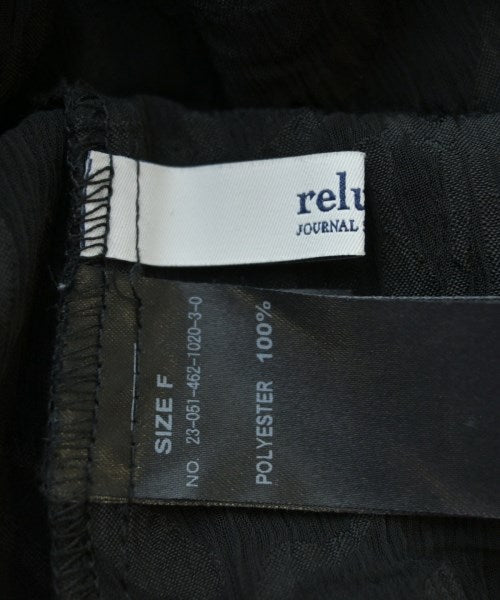 relu
JOURNAL
SIZE F
NO. 23-051-462-1020-3-0
POLYESTER 100%